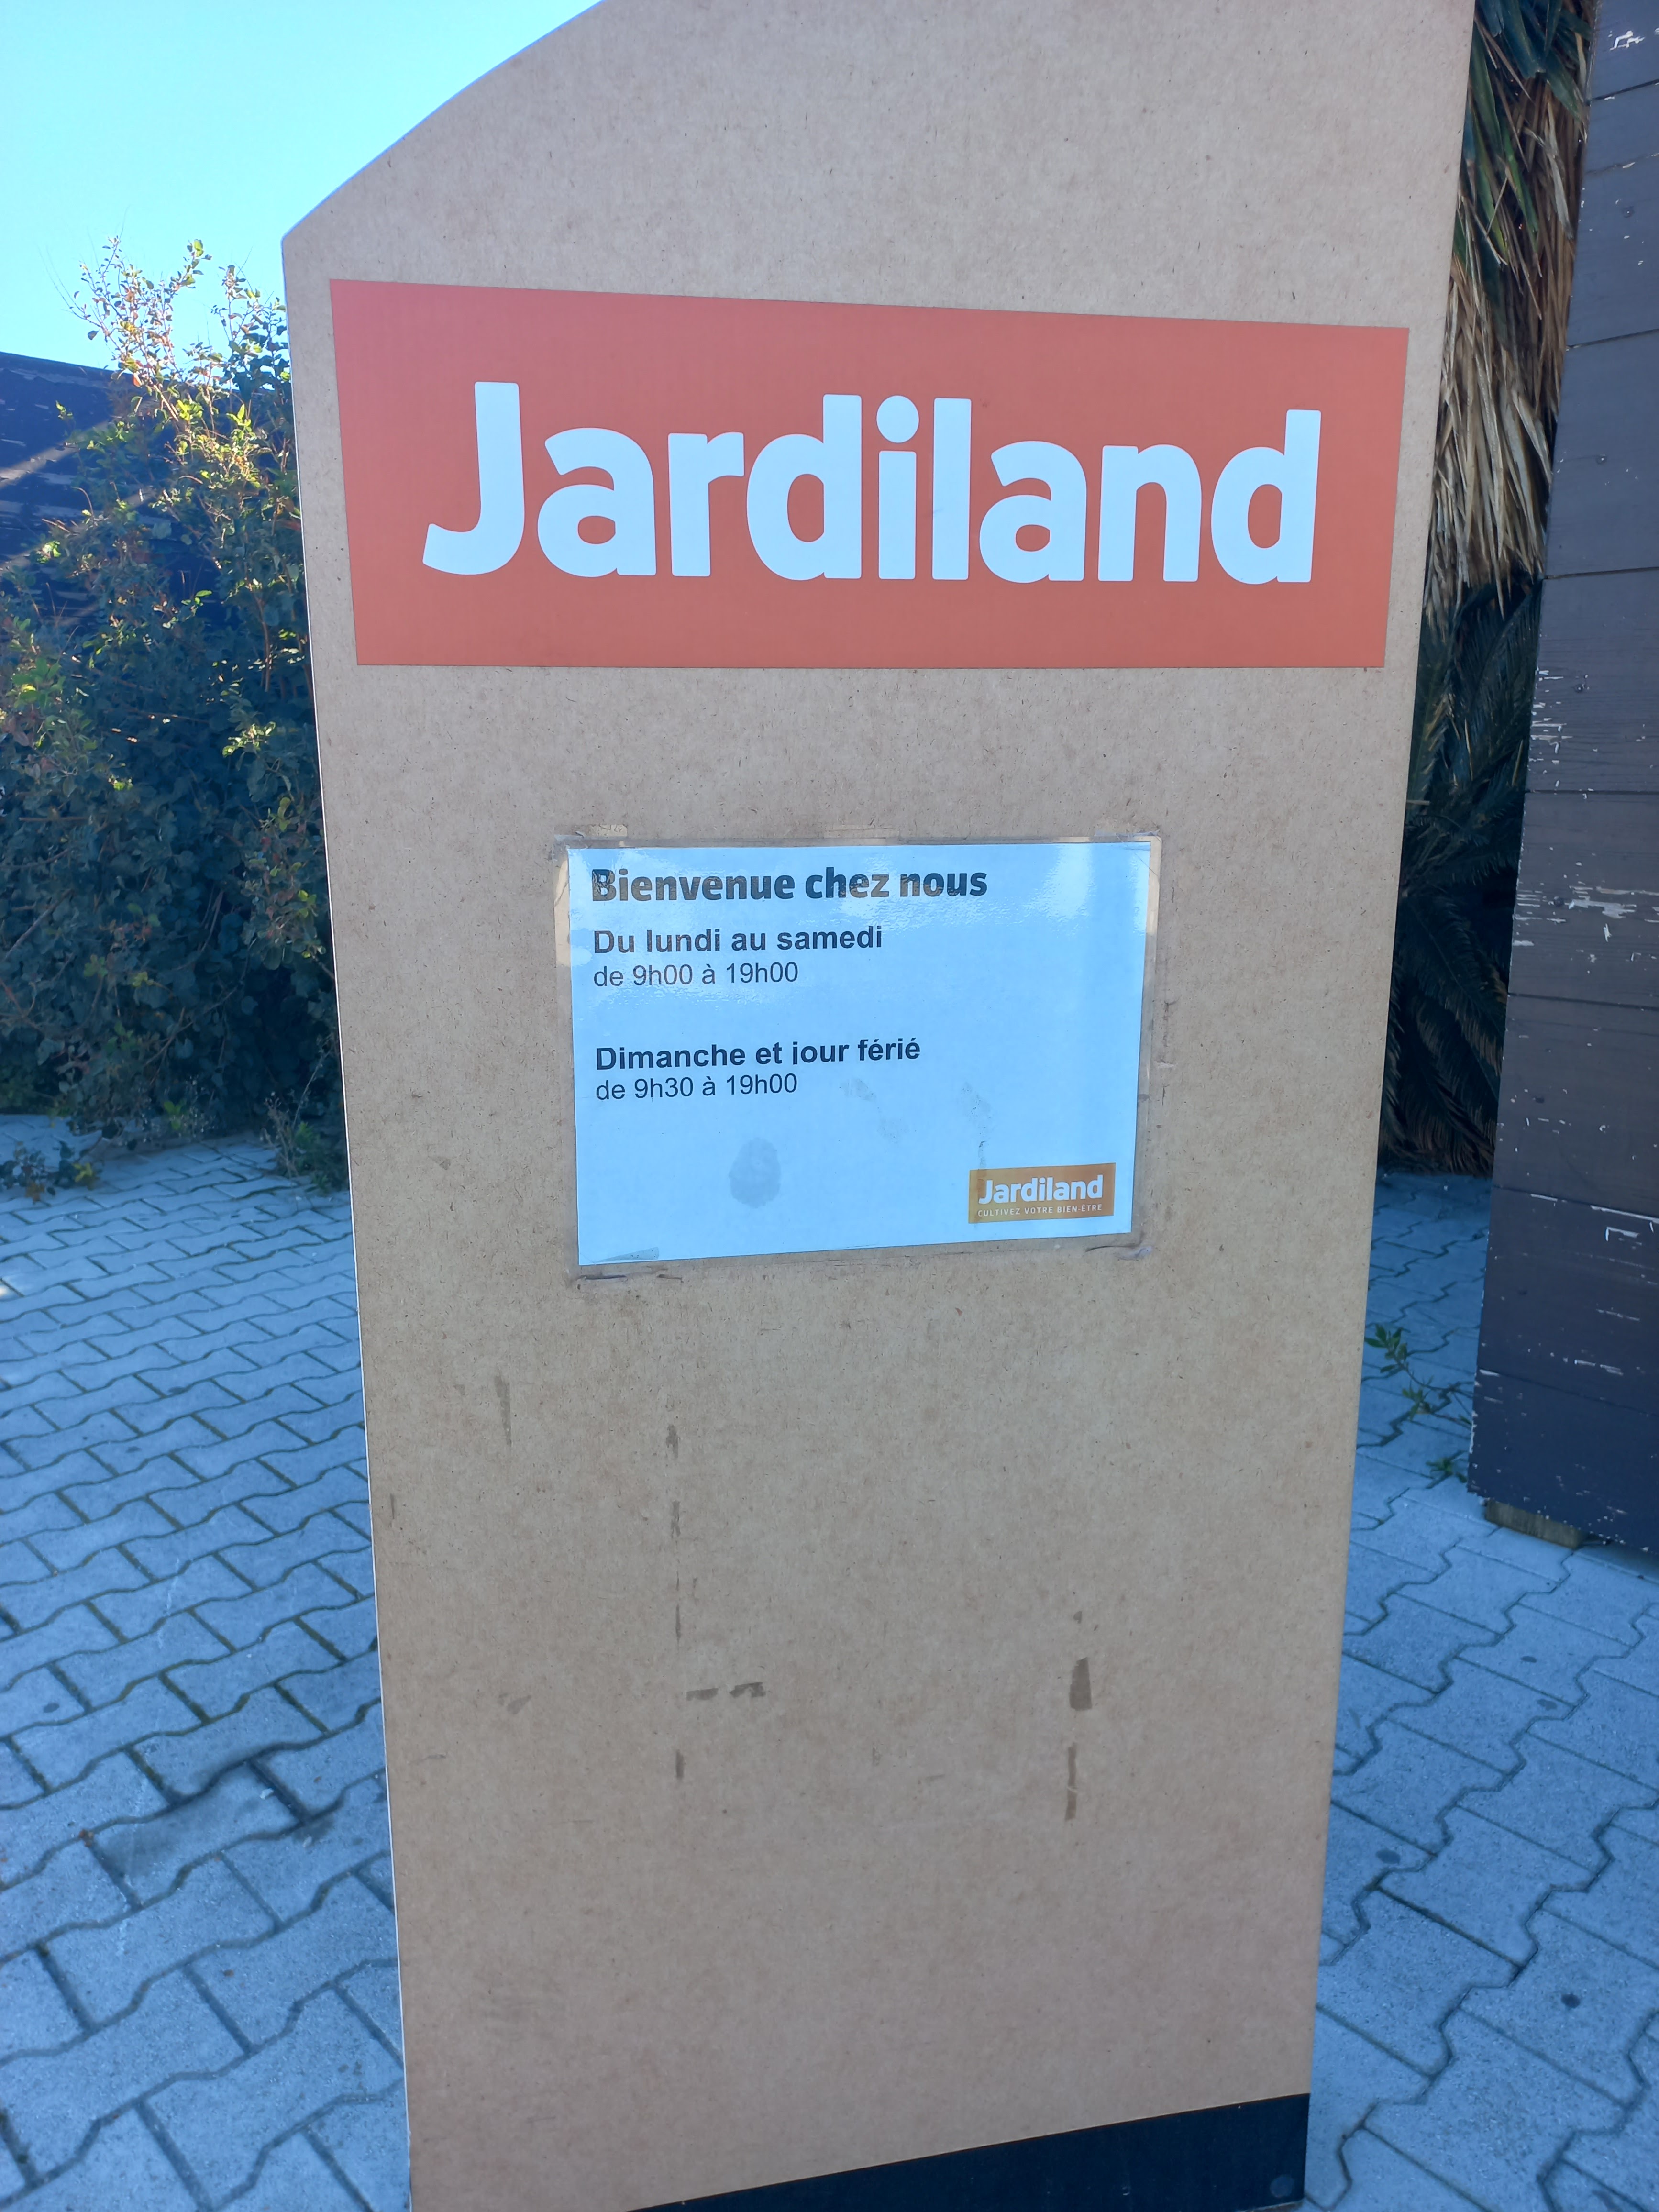 Jardiland
Bienvenue chez nous
Du lundi au samedi
de 9h00 à 19h00
Dimanche et jour férié
de 9h30 à 19h00
Jardiland
CULTIVEZ VOTRE BIEN-ÊTRE